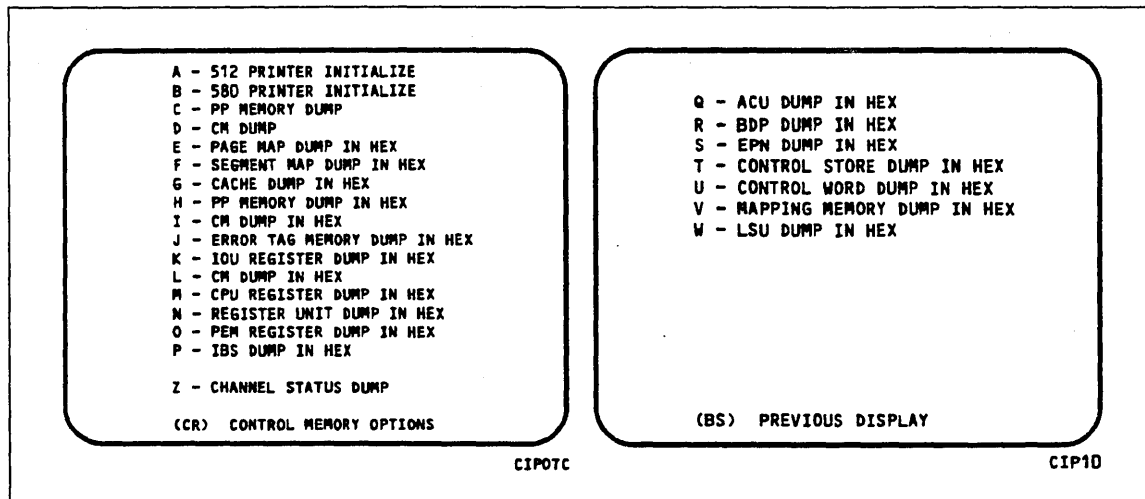 A - 512 PRINTER INITIALIZE
B - 580 PRINTER INITIALIZE
C - PP MEMORY DUMP
D - CM DUMP
E - PAGE MAP DUMP IN HEX
F - SEGMENT MAP DUMP IN HEX
G - CACHE DUMP IN HEX
H - PP MEMORY DUMP IN HEX
I - CM DUMP IN HEX
J - ERROR TAG MEMORY DUMP IN HEX
K - IOU REGISTER DUMP IN HEX
L - CM DUMP IN HEX
M - CPU REGISTER DUMP IN HEX
N - REGISTER UNIT DUMP IN HEX
O - PEM REGISTER DUMP IN HEX
P - IBS DUMP IN HEX
Z - CHANNEL STATUS DUMP
(CR) CONTROL MEMORY OPTIONS
CIP07C
Q - ACU DUMP IN HEX
R - BDP DUMP IN HEX
S - EPN DUMP IN HEX
T - CONTROL STORE DUMP IN HEX
U - CONTROL WORD DUMP IN HEX
V - MAPPING MEMORY DUMP IN HEX
W - LSU DUMP IN HEX
(BS) PREVIOUS DISPLAY
CIP1D